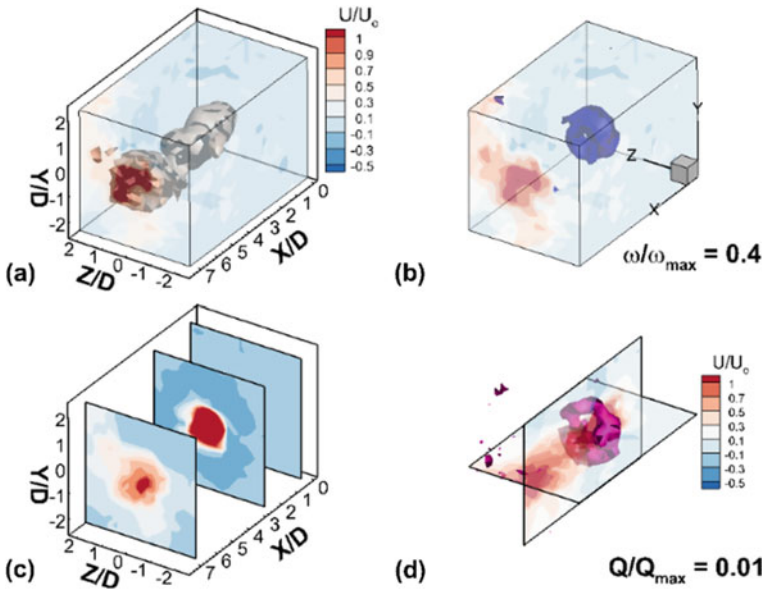 U/U_c
1
0.9
0.7
0.5
0.3
0.1
-0.1
-0.3
-0.5
Y/D
2
1
0
-1
-2
2 1 0 -1 -2
Z/D
7 6 5 4 3 2 1 0
X/D
(a)
Y
Z
X
(b)
ω/ω_max = 0.4
Y/D
2
1
0
-1
-2
2 1 0 -1 -2
Z/D
7 6 5 4 3 2 1 0
X/D
(c)
U/U_c
1
0.7
0.5
0.3
0.1
-0.1
-0.3
-0.5
(d)
Q/Q_max = 0.01